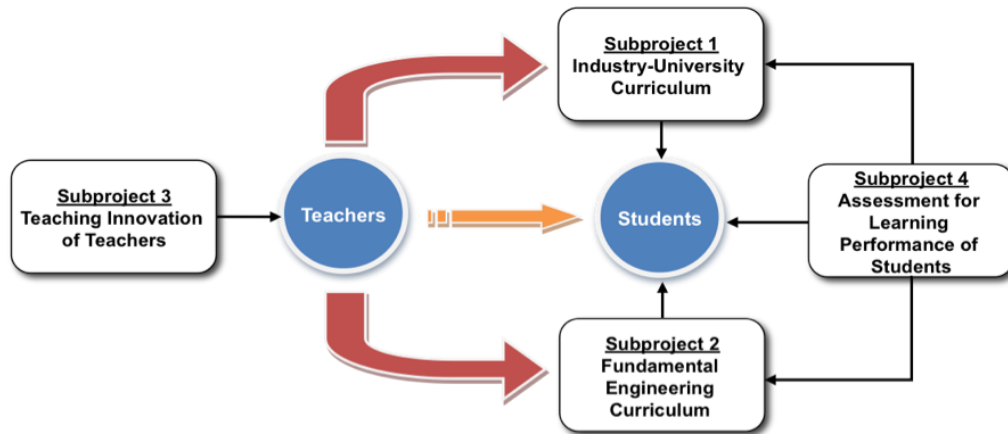 Subproject 1
Industry-University
Curriculum
Subproject 3
Teaching Innovation
of Teachers
Teachers
Students
Subproject 4
Assessment for
Learning
Performance of
Students
Subproject 2
Fundamental
Engineering
Curriculum